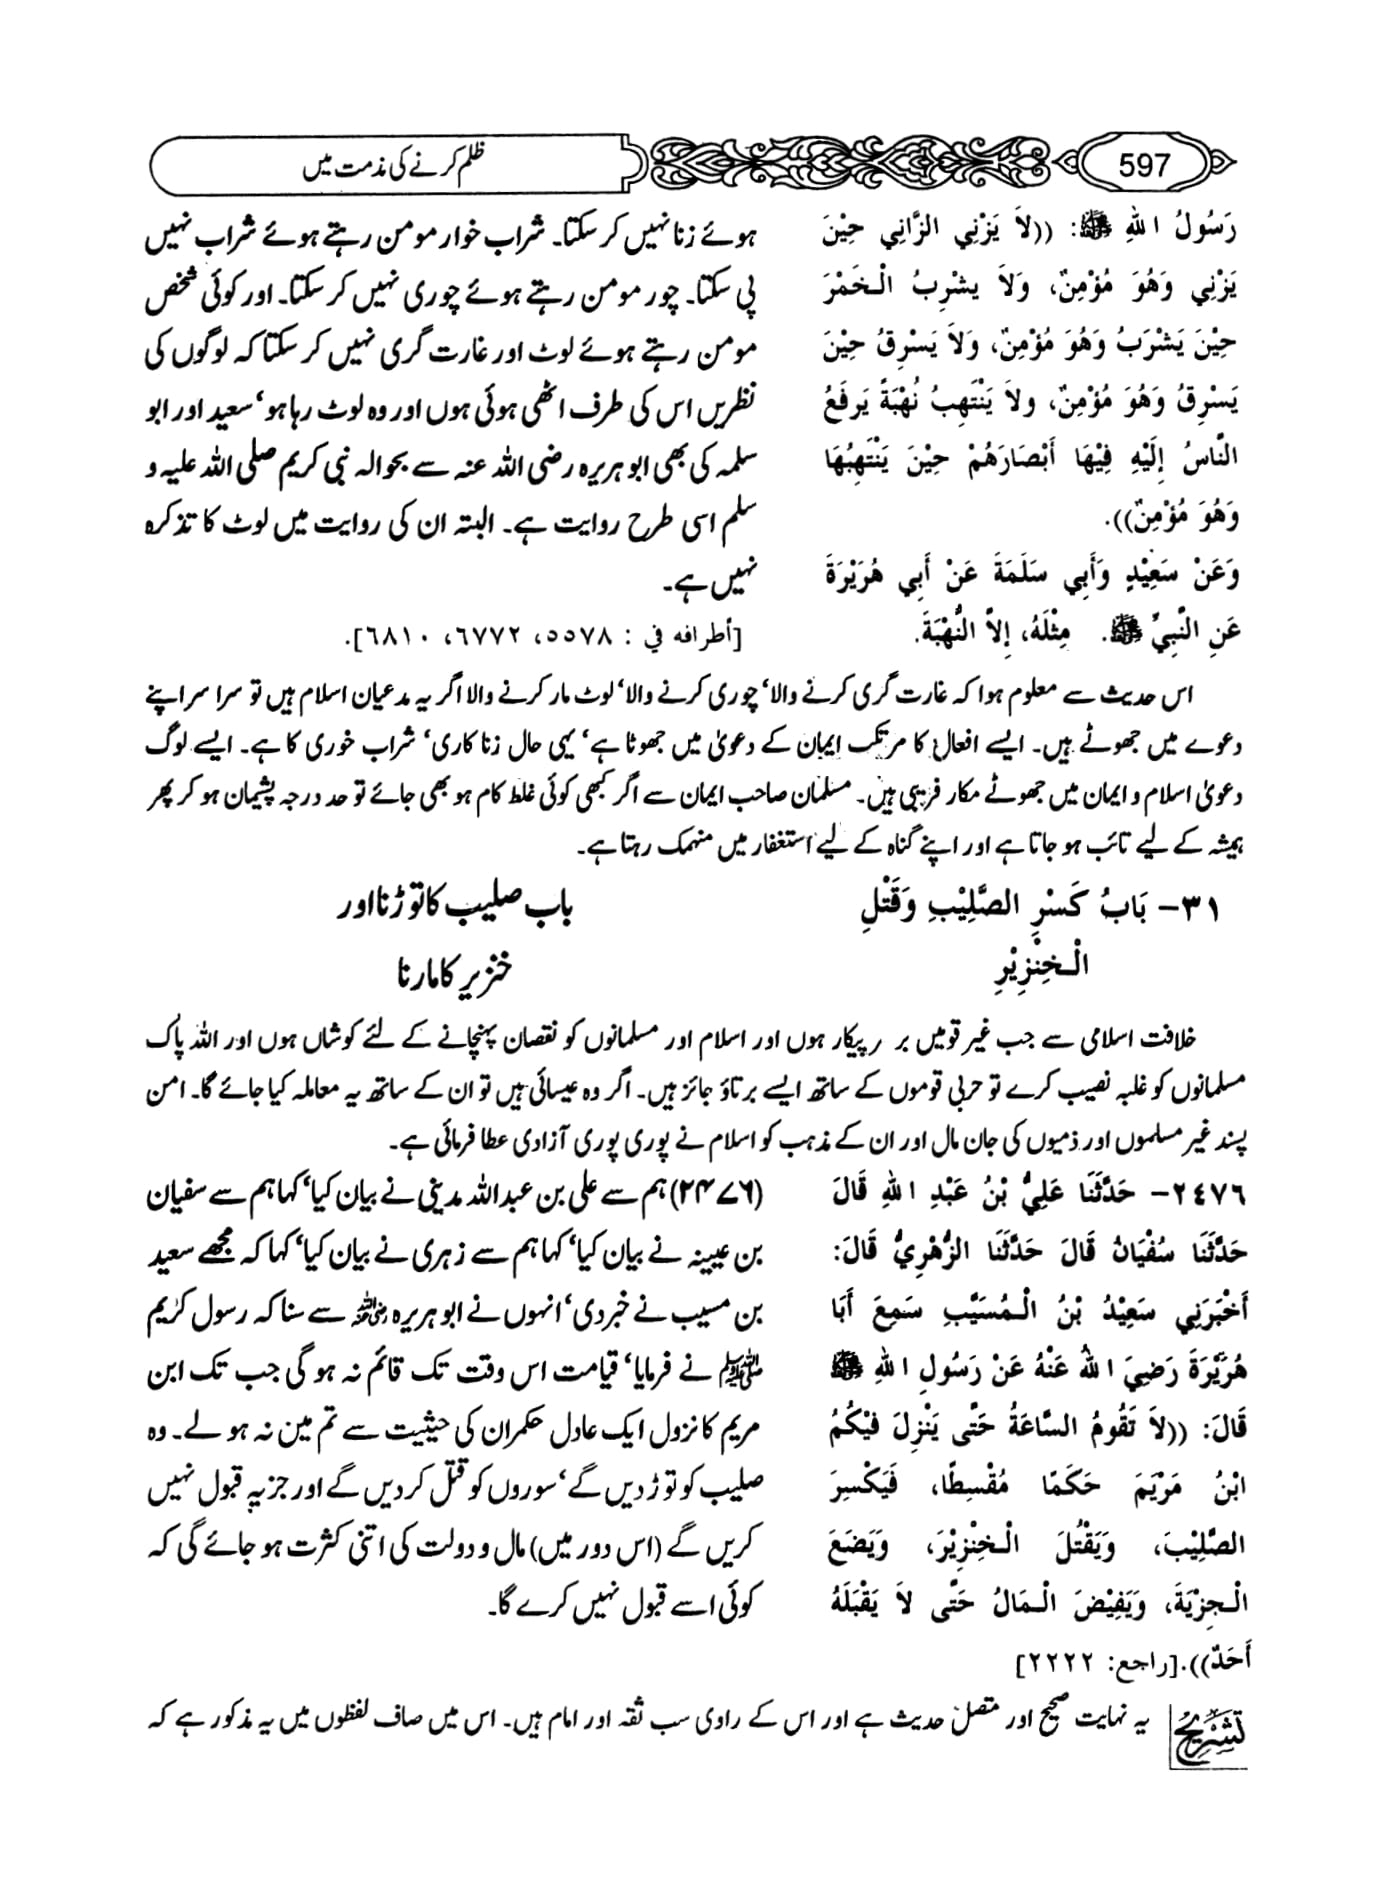 597
ظلم کرنے کی مذمت میں
رَسُولُ اللهِ ﷺ: ((لاَ يَزْنِي الزَّانِي حِيْنَ
يَزْنِي وَهُوَ مُؤْمِنٌ، وَلاَ يشْرِبُ الْخَمْرَ
حِيْنَ يَشْرَبُ وَهُوَ مُؤْمِنٌ، وَلاَ يَسْرِقُ حِيْنَ
يَسْرِقُ وَهُوَ مُؤْمِنٌ، ولاَ يَنْتَهِبُ نُهْبَةً يَرفَعُ
النَّاسُ إِلَيْهِ فِيْهَا أَبْصَارَهُمْ حِيْنَ يَنْتَهِبُهَا
وَهُوَ مُؤْمِنٌ)).
وَعَنْ سَعِيْدٍ وَأَبِي سَلَمَةَ عَنْ أَبِي هُرَيْرَةَ
عَنِ النَّبِيِّ ﷺ. مِثْلَهُ، إِلاَّ النُّهْبَةَ.
ہوئے زنا نہیں کر سکتا۔ شراب خوار مومن رہتے ہوئے شراب نہیں
پی سکتا۔ چور مومن رہتے ہوئے چوری نہیں کر سکتا۔ اور کوئی شخص
مومن رہتے ہوئے لوٹ اور غارت گری نہیں کر سکتا کہ لوگوں کی
نظریں اس کی طرف اٹھی ہوئی ہوں اور وہ لوٹ رہا ہو‘ سعید اور ابو
سلمہ کی بھی ابو ہریرہ رضی اللہ عنہ سے بحوالہ نبی کریم صلی اللہ علیہ و
سلم اسی طرح روایت ہے۔ البتہ ان کی روایت میں لوٹ کا تذکرہ
نہیں ہے۔
[أطرافه في : ٥٥٧٨، ٦٧٧٢، ٦٨١٠].
اس حدیث سے معلوم ہوا کہ غارت گری کرنے والا‘ چوری کرنے والا‘ لوٹ مار کرنے والا اگر یہ مدعیان اسلام ہیں تو سرا سر اپنے
دعوے میں جھوٹے ہیں۔ ایسے افعال کا مرتکب ایمان کے دعویٰ میں جھوٹا ہے‘ یہی حال زنا کاری‘ شراب خوری کا ہے۔ ایسے لوگ
دعویٰ اسلام و ایمان میں جھوٹے مکار فریبی ہیں۔ مسلمان صاحب ایمان سے اگر کبھی کوئی غلط کام ہو بھی جائے تو حد درجہ پشیمان ہو کر پھر
ہمیشہ کے لیے تائب ہو جاتا ہے اور اپنے گناہ کے لیے استغفار میں منہمک رہتا ہے۔
٣١- بَابُ كَسْرِ الصَّلِيْبِ وَقَتْلِ
الْخِنْزِيْرِ
باب صلیب کا توڑنا اور
خنزیر کا مارنا
خلافت اسلامی سے جب غیر قومیں بر سر پیکار ہوں اور اسلام اور مسلمانوں کو نقصان پہنچانے کے لئے کوشاں ہوں اور اللہ پاک
مسلمانوں کو غلبہ نصیب کرے تو حربی قوموں کے ساتھ ایسے برتاؤ جائز ہیں۔ اگر وہ عیسائی ہیں تو ان کے ساتھ یہ معاملہ کیا جائے گا۔ امن
پسند غیر مسلموں اور ذمیوں کی جان مال اور ان کے مذہب کو اسلام نے پوری پوری آزادی عطا فرمائی ہے۔
٢٤٧٦- حَدَّثَنَا عَلِيُّ بْنُ عَبْدِ اللهِ قَالَ
حَدَّثَنَا سُفْيَانُ قَالَ حَدَّثَنَا الزُّهْرِيُّ قَالَ:
أَخْبَرَنِي سَعِيْدُ بْنُ الْمُسَيَّبِ سَمِعَ أَبَا
هُرَيْرَةَ رَضِيَ اللهُ عَنْهُ عَنْ رَسُولِ اللهِ ﷺ
قَالَ: ((لاَ تَقُومُ السَّاعَةُ حَتَّى يَنْزِلَ فِيْكُمُ
ابْنُ مَرْيَمَ حَكَمًا مُقْسِطًا، فَيَكْسِرَ
الصَّلِيْبَ، وَيَقْتُلَ الْخِنْزِيْرَ، وَيَضَعَ
الْجِزْيَةَ، وَيَفِيْضَ الْمَالُ حَتَّى لاَ يَقْبَلَهُ
أَحَدٌ)).[راجع: ٢٢٢٢]
(۲۴۷۶) ہم سے علی بن عبداللہ مدینی نے بیان کیا‘ کہا ہم سے سفیان
بن عیینہ نے بیان کیا‘ کہا ہم سے زہری نے بیان کیا‘ کہا کہ مجھے سعید
بن مسیب نے خبر دی‘ انہوں نے ابو ہریرہ رضی اللہ عنہ سے سنا کہ رسول کریم
ﷺ نے فرمایا‘ قیامت اس وقت تک قائم نہ ہو گی جب تک ابن
مریم کا نزول ایک عادل حکمران کی حیثیت سے تم میں نہ ہو لے۔ وہ
صلیب کو توڑ دیں گے‘ سوروں کو قتل کر دیں گے اور جزیہ قبول نہیں
کریں گے (اس دور میں) مال و دولت کی اتنی کثرت ہو جائے گی کہ
کوئی اسے قبول نہیں کرے گا۔
تشریح یہ نہایت صحیح اور متصل حدیث ہے اور اس کے راوی سب ثقہ اور امام ہیں۔ اس میں صاف لفظوں میں یہ مذکور ہے کہ